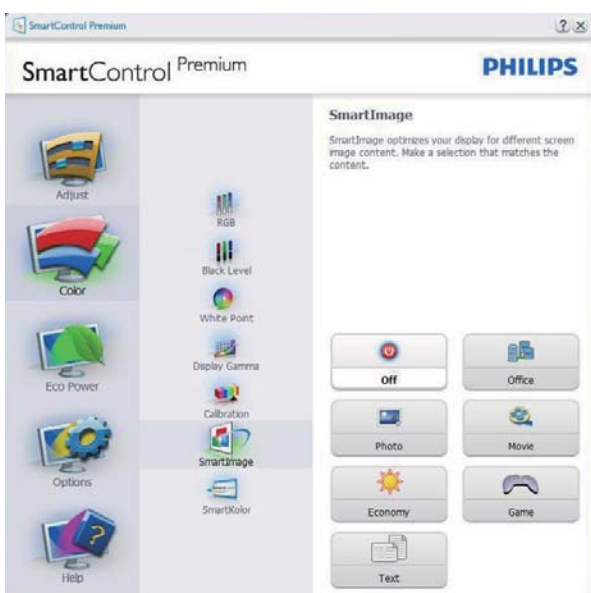 SmartControl Premium
SmartControl Premium
PHILIPS
Adjust
Color
Eco Power
Options
Help
RGB
Black Level
White Point
Display Gamma
Calibration
SmartImage
SmartKolor
SmartImage
SmartImage optimizes your display for different screen
image content. Make a selection that matches the
content.
Off
Office
Photo
Movie
Economy
Game
Text